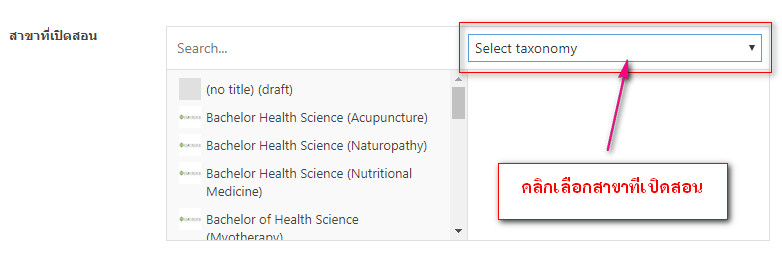 สาขาที่เปิดสอน
Search...
Select taxonomy
(no title) (draft)
Bachelor Health Science (Acupuncture)
Bachelor Health Science (Naturopathy)
Bachelor Health Science (Nutritional
Medicine)
Bachelor of Health Science
(Myotherapy)
คลิกเลือกสาขาที่เปิดสอน